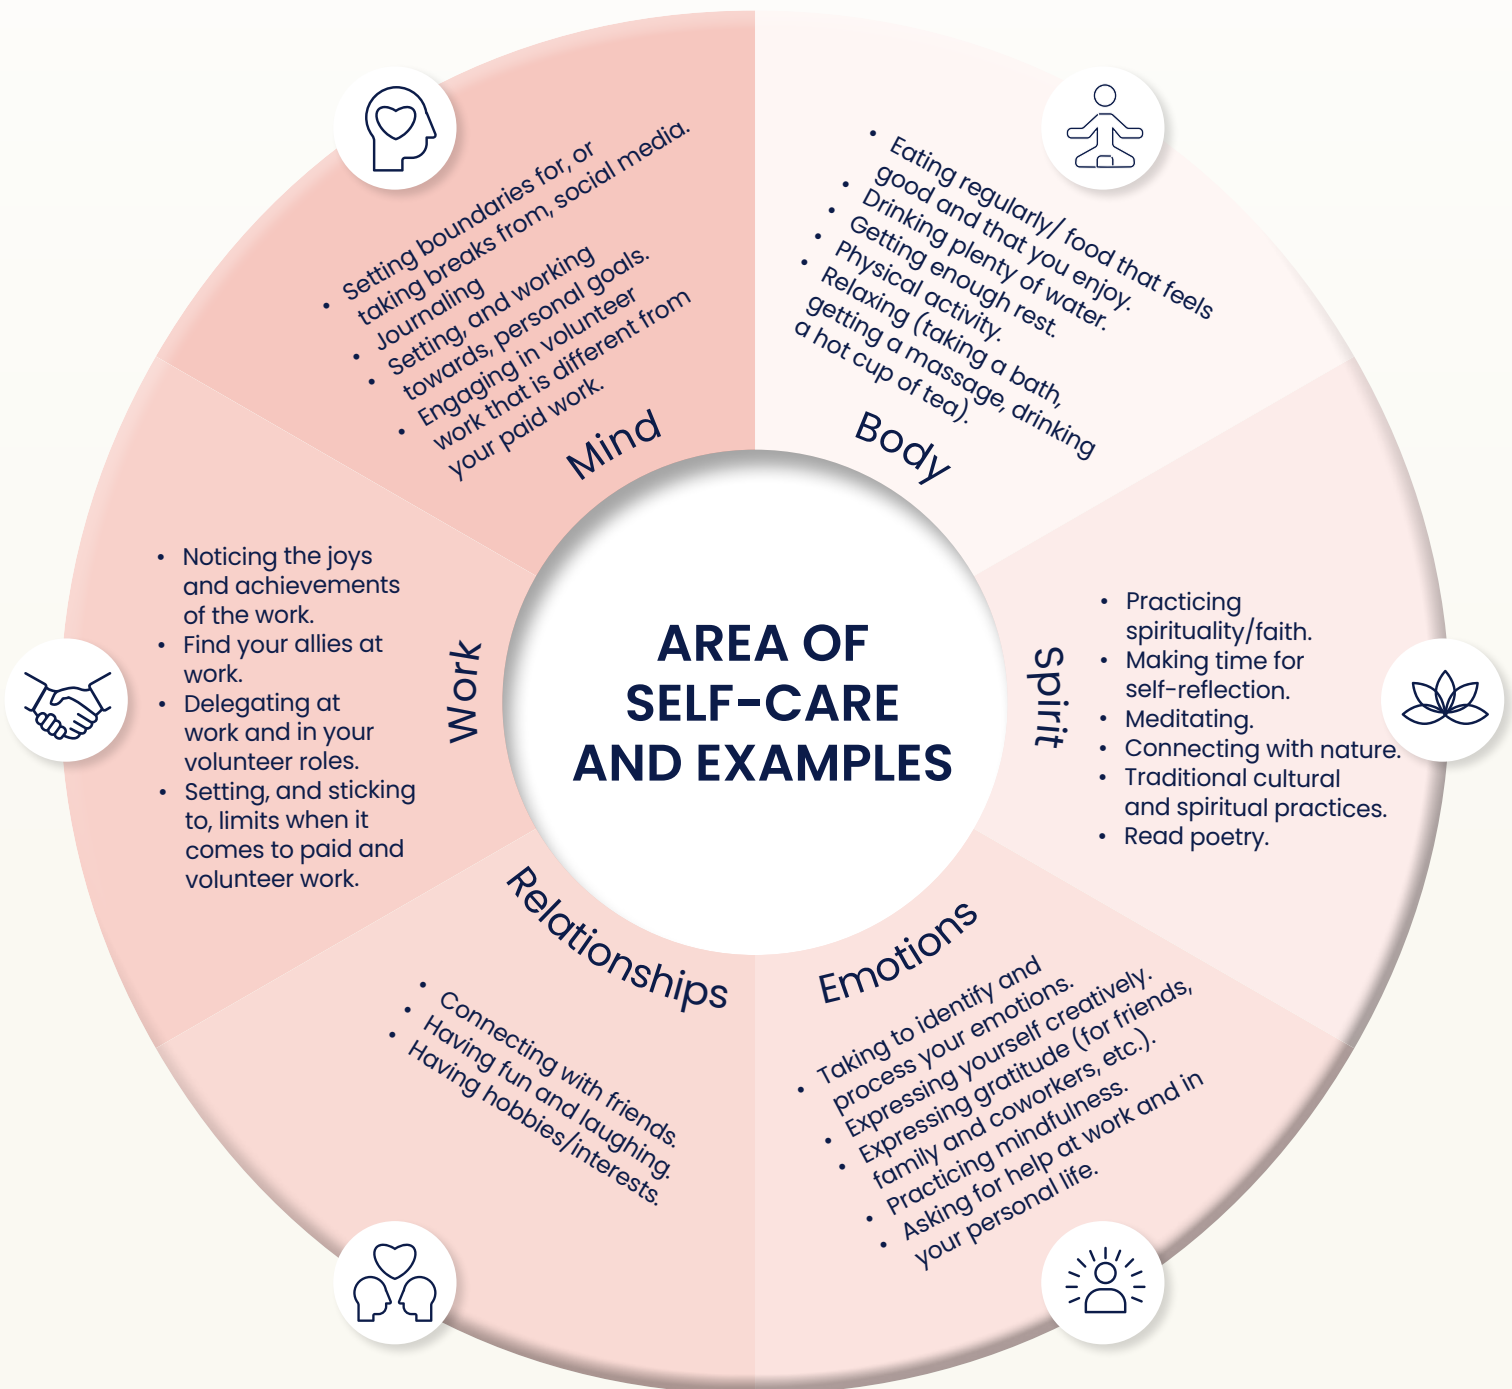 AREA OF
SELF-CARE
AND EXAMPLES
Mind
• Setting boundaries for, or
taking breaks from, social media.
• Journaling
• Setting, and working
towards, personal goals.
• Engaging in volunteer
work that is different from
your paid work.
Body
• Eating regularly/ food that feels
good and that you enjoy.
• Drinking plenty of water.
• Getting enough rest.
• Physical activity.
• Relaxing (taking a bath,
getting a massage, drinking
a hot cup of tea).
Spirit
• Practicing
spirituality/faith.
• Making time for
self-reflection.
• Meditating.
• Connecting with nature.
• Traditional cultural
and spiritual practices.
• Read poetry.
Emotions
• Taking to identify and
process your emotions.
• Expressing yourself creatively.
• Expressing gratitude (for friends,
family and coworkers, etc.).
• Practicing mindfulness.
• Asking for help at work and in
your personal life.
Relationships
• Connecting with friends.
• Having fun and laughing.
• Having hobbies/interests.
Work
• Noticing the joys
and achievements
of the work.
• Find your allies at
work.
• Delegating at
work and in your
volunteer roles.
• Setting, and sticking
to, limits when it
comes to paid and
volunteer work.